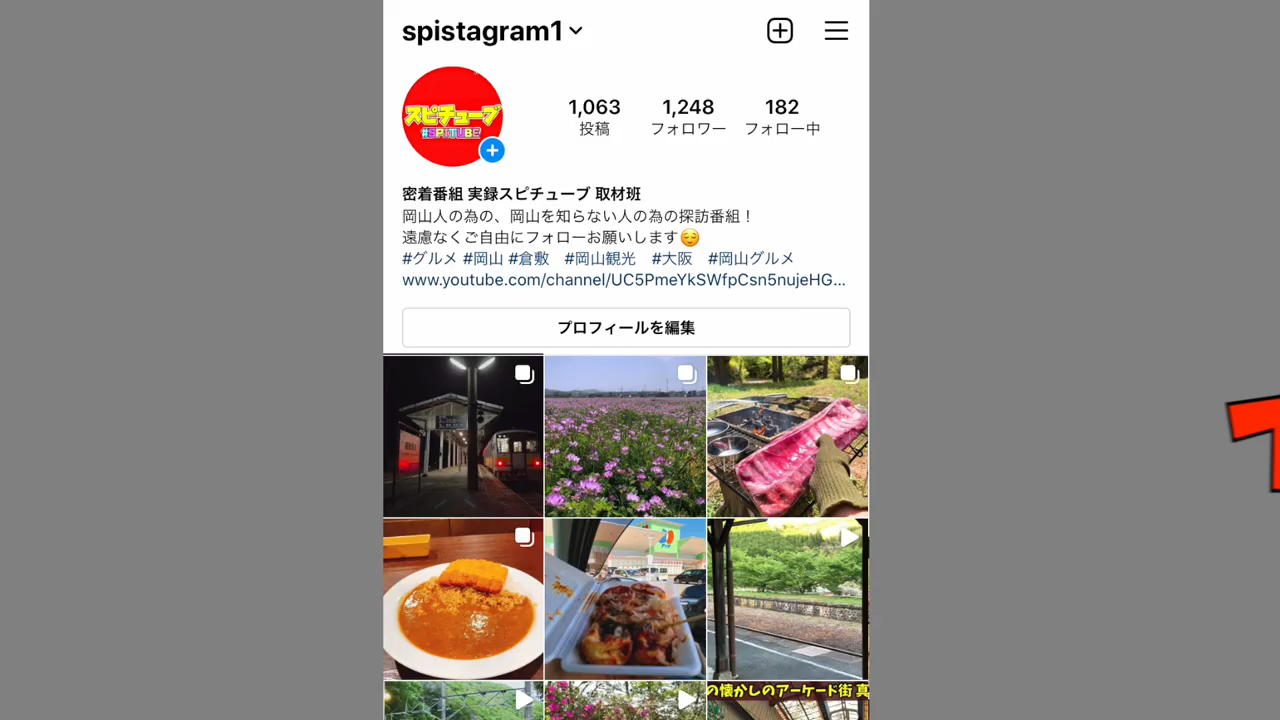 spistagram1
スピチューブ
#SPITUBE
1,063
投稿
1,248
フォロワー
182
フォロー中
密着番組 実録スピチューブ 取材班
岡山人の為の、岡山を知らない人の為の探訪番組！
遠慮なくご自由にフォローお願いします😌
#グルメ #岡山 #倉敷　#岡山観光　#大阪　#岡山グルメ
www.youtube.com/channel/UC5PmeYkSWfpCsn5nujeHG...
プロフィールを編集
の懐かしのアーケード街 真